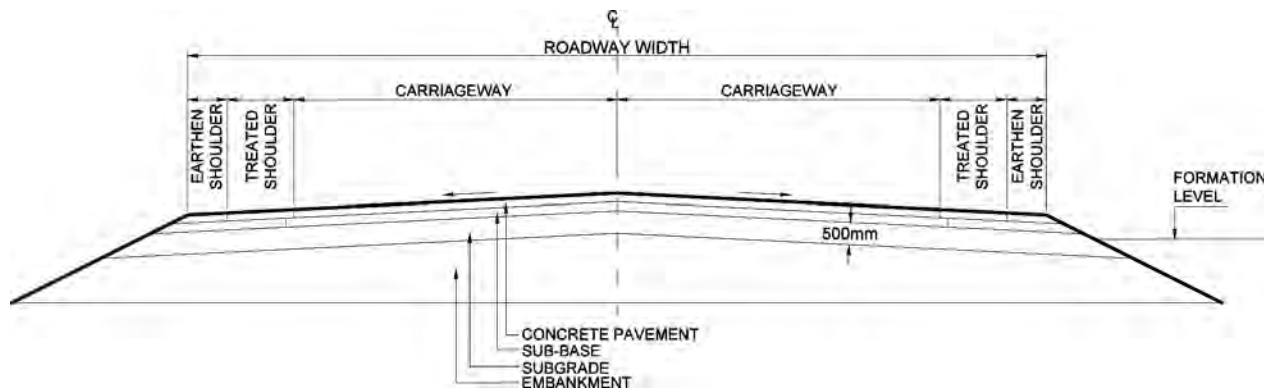 ℄
ROADWAY WIDTH
CARRIAGEWAY
CARRIAGEWAY
EARTHEN
SHOULDER
TREATED
SHOULDER
TREATED
SHOULDER
EARTHEN
SHOULDER
FORMATION
LEVEL
500mm
CONCRETE PAVEMENT
SUB-BASE
SUBGRADE
EMBANKMENT